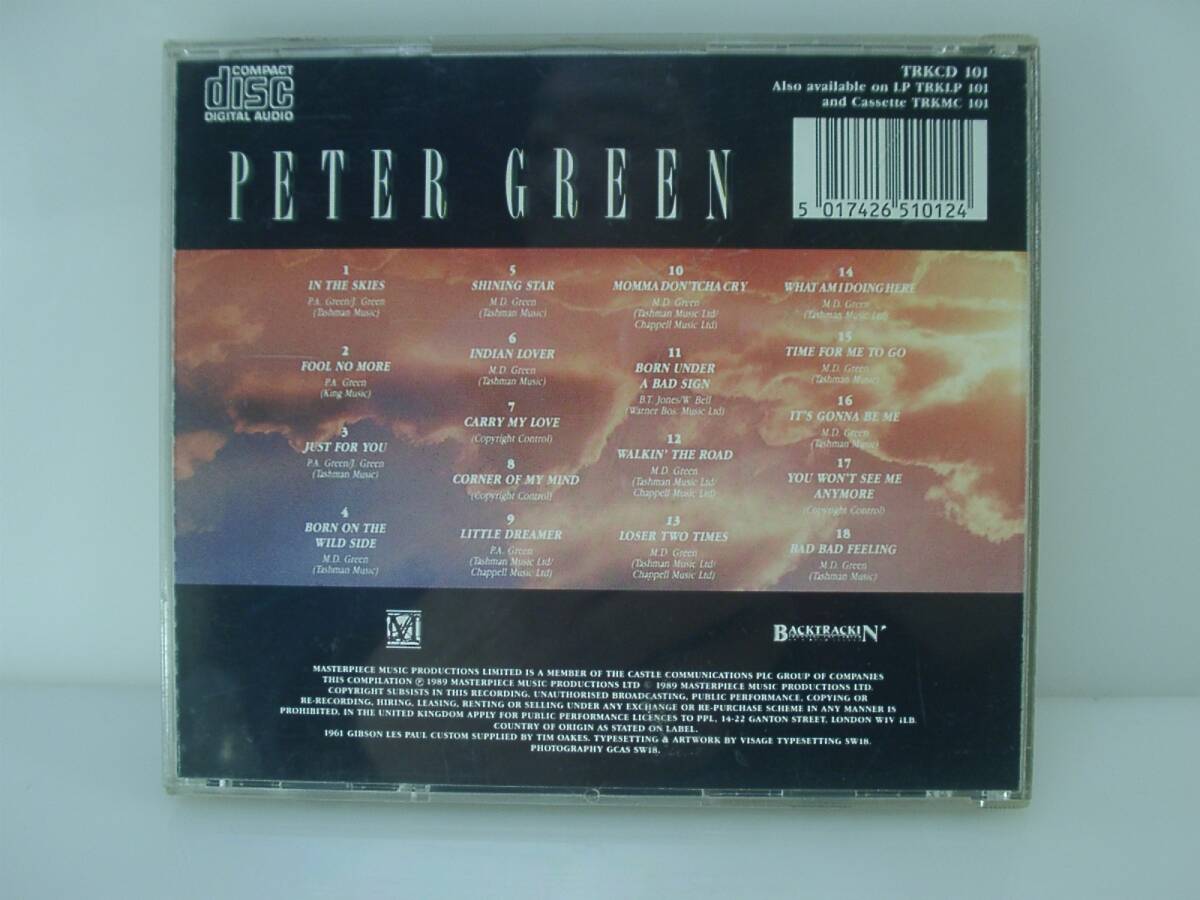 COMPACT
disc
DIGITAL AUDIO
TRKCD 101
Also available on LP TRKLP 101
and Cassette TRKMC 101
PETER GREEN
5 017426 510124
1
IN THE SKIES
P.A. Green/J. Green
(Tashman Music)
2
FOOL NO MORE
P.A. Green
(King Music)
3
JUST FOR YOU
P.A. Green/J. Green
(Tashman Music)
4
BORN ON THE
WILD SIDE
M.D. Green
(Tashman Music)
5
SHINING STAR
M.D. Green
(Tashman Music)
6
INDIAN LOVER
M.D. Green
(Tashman Music)
7
CARRY MY LOVE
(Copyright Control)
8
CORNER OF MY MIND
(Copyright Control)
9
LITTLE DREAMER
P.A. Green
(Tashman Music Ltd/
Chappell Music Ltd)
10
MOMMA DON'TCHA CRY
M.D. Green
(Tashman Music Ltd/
Chappell Music Ltd)
11
BORN UNDER
A BAD SIGN
B.T. Jones/W. Bell
(Warner Bos. Music Ltd)
12
WALKIN' THE ROAD
M.D. Green
(Tashman Music Ltd/
Chappell Music Ltd)
13
LOSER TWO TIMES
M.D. Green
(Tashman Music Ltd/
Chappell Music Ltd)
14
WHAT AM I DOING HERE
M.D. Green
(Tashman Music Ltd)
15
TIME FOR ME TO GO
M.D. Green
(Tashman Music)
16
IT'S GONNA BE ME
M.D. Green
(Tashman Music)
17
YOU WON'T SEE ME
ANYMORE
(Copyright Control)
18
BAD BAD FEELING
M.D. Green
(Tashman Music)
BACKTRACKIN'
MASTERPIECE MUSIC PRODUCTIONS LIMITED IS A MEMBER OF THE CASTLE COMMUNICATIONS PLC GROUP OF COMPANIES
THIS COMPILATION ℗ 1989 MASTERPIECE MUSIC PRODUCTIONS LTD © 1989 MASTERPIECE MUSIC PRODUCTIONS LTD.
COPYRIGHT SUBSISTS IN THIS RECORDING. UNAUTHORISED BROADCASTING, PUBLIC PERFORMANCE, COPYING OR
RE-RECORDING, HIRING, LEASING, RENTING OR SELLING UNDER ANY EXCHANGE OR RE-PURCHASE SCHEME IN ANY MANNER IS
PROHIBITED. IN THE UNITED KINGDOM APPLY FOR PUBLIC PERFORMANCE LICENCES TO PPL, 14-22 GANTON STREET, LONDON W1V 1LB.
COUNTRY OF ORIGIN AS STATED ON LABEL.
1961 GIBSON LES PAUL CUSTOM SUPPLIED BY TIM OAKES. TYPESETTING & ARTWORK BY VISAGE TYPESETTING SW18.
PHOTOGRAPHY GCAS SW18.